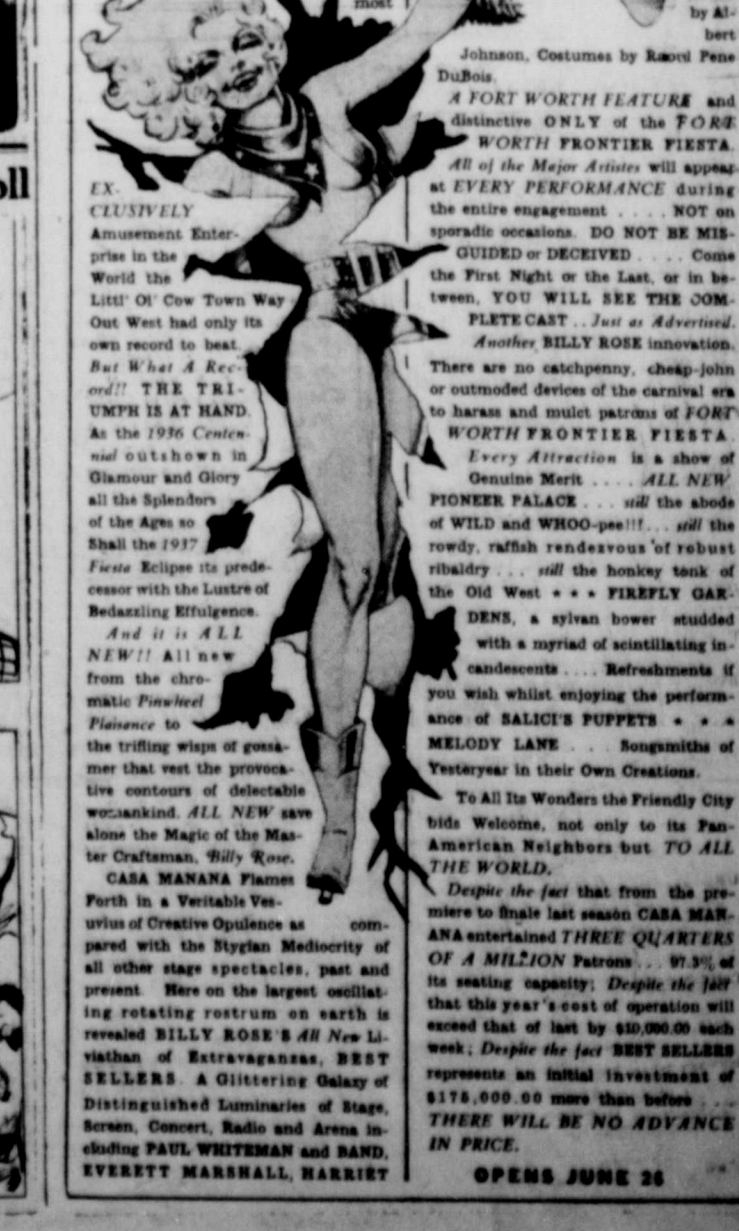 EX-
CLUSIVELY
Amusement Enter-
prise in the
World the
Littl' Ol' Cow Town Way
Out West had only its
own record to beat.
But What A Rec-
ord!! THE TRI-
UMPH IS AT HAND.
As the 1936 Centen-
nial outshown in
Glamour and Glory
all the Splendors
of the Ages so
Shall the 1937
Fiesta Eclipse its prede-
cessor with the Lustre of
Bedazzling Effulgence.
And it is ALL
NEW!! All new
from the chro-
matic Pinwheel
Plaisance to
the trifling wisps of gossa-
mer that vest the provoca-
tive contours of delectable
womankind. ALL NEW save
alone the Magic of the Mas-
ter Craftsman, Billy Rose.
CASA MANANA Flames
Forth in a Veritable Ves-
uvius of Creative Opulence as com-
pared with the Stygian Mediocrity of
all other stage spectacles, past and
present. Here on the largest oscillat-
ing rotating rostrum on earth is
revealed BILLY ROSE'S All New Li-
viathan of Extravaganzas, BEST
SELLERS. A Glittering Galaxy of
Distinguished Luminaries of Stage,
Screen, Concert, Radio and Arena in-
cluding PAUL WHITEMAN and BAND,
EVERETT MARSHALL, HARRIET
most
by Al-
bert
Johnson, Costumes by Raoul Pene
DuBois.
A FORT WORTH FEATURE and
distinctive ONLY of the FORT
WORTH FRONTIER FIESTA.
All of the Major Artistes will appear
at EVERY PERFORMANCE during
the entire engagement .... NOT on
sporadic occasions. DO NOT BE MIS-
GUIDED or DECEIVED .... Come
the First Night or the Last, or in be-
tween, YOU WILL SEE THE COM-
PLETE CAST .. Just as Advertised.
Another BILLY ROSE innovation.
There are no catchpenny, cheap-john
or outmoded devices of the carnival era
to harass and mulct patrons of FORT
WORTH FRONTIER FIESTA.
Every Attraction is a show of
Genuine Merit .... ALL NEW
PIONEER PALACE ... still the abode
of WILD and WHOO-pee!!!... still the
rowdy, raffish rendezvous of robust
ribaldry ... still the honkey tonk of
the Old West * * * FIREFLY GAR-
DENS, a sylvan bower studded
with a myriad of scintillating in-
candescents .... Refreshments if
you wish whilst enjoying the perform-
ance of SALICI'S PUPPETS * * *
MELODY LANE ... Songsmiths of
Yesteryear in their Own Creations.
To All Its Wonders the Friendly City
bids Welcome, not only to its Pan-
American Neighbors but TO ALL
THE WORLD.
Despite the fact that from the pre-
miere to finale last season CASA MAN-
ANA entertained THREE QUARTERS
OF A MILLION Patrons ... 97.3% of
its seating capacity; Despite the fact
that this year's cost of operation will
exceed that of last by $10,000.00 each
week; Despite the fact BEST SELLERS
represents an initial investment of
$175,000.00 more than before ...
THERE WILL BE NO ADVANCE
IN PRICE.
OPENS JUNE 26
oll